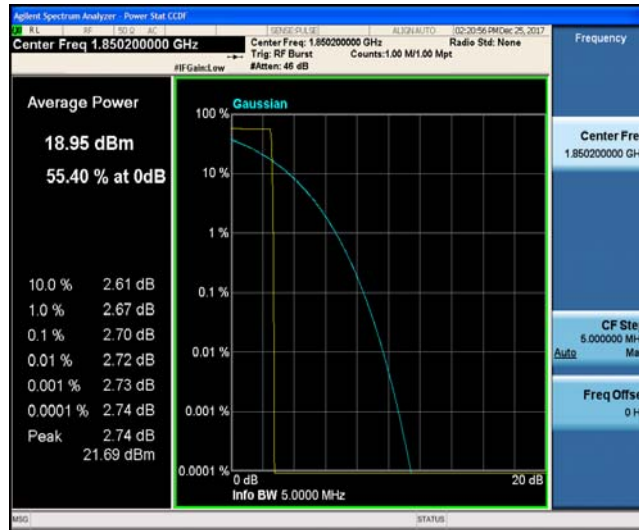 Agilent Spectrum Analyzer - Power Stat CCDF
RL RF 50 Ω AC SENSE:PULSE ALIGN AUTO 02:20:56 PM Dec 25, 2017
Center Freq 1.850200000 GHz
Center Freq: 1.850200000 GHz Radio Std: None
Trig: RF Burst Counts:1.00 M/1.00 Mpt
#IFGain:Low #Atten: 46 dB
Frequency
Average Power
18.95 dBm
55.40 % at 0dB
10.0 % 2.61 dB
1.0 % 2.67 dB
0.1 % 2.70 dB
0.01 % 2.72 dB
0.001 % 2.73 dB
0.0001 % 2.74 dB
Peak 2.74 dB
21.69 dBm
Gaussian
100 %
10 %
1 %
0.1 %
0.01 %
0.001 %
0.0001 %
0 dB 20 dB
Info BW 5.0000 MHz
Center Fre
1.850200000 GH
CF Ste
5.000000 MH
Auto Ma
Freq Offse
0 H
MSG STATUS